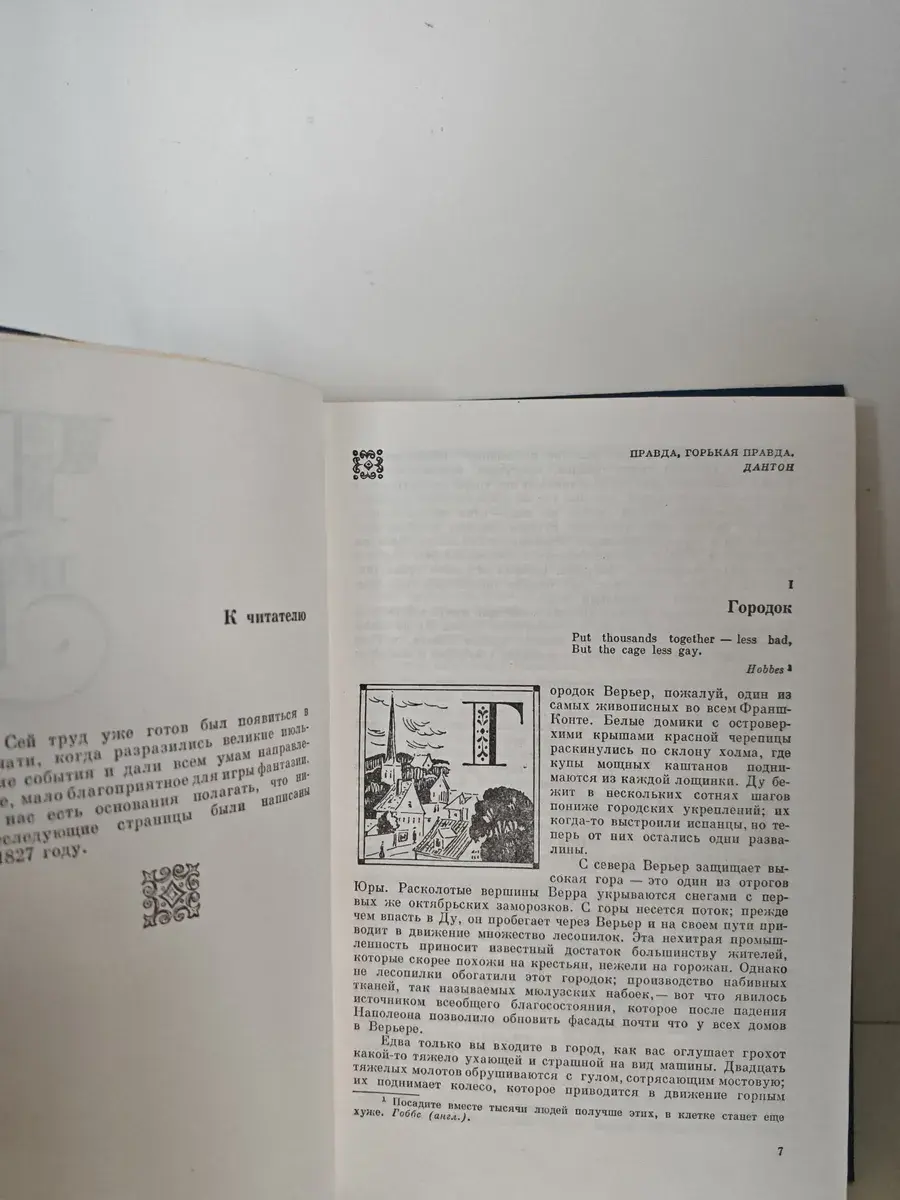 К читателю
Сей труд уже готов был появиться в
чати, когда разразились великие июль-
ие события и дали всем умам направле-
е, мало благоприятное для игры фантазии.
нас есть основания полагать, что ни-
следующие страницы были написаны
1827 году.
ПРАВДА, ГОРЬКАЯ ПРАВДА.
ДАНТОН
I
Городок
Put thousands together — less bad,
But the cage less gay.
Hobbes ¹
Г
ородок Верьер, пожалуй, один из
самых живописных во всем Франш-
Конте. Белые домики с островер-
хими крышами красной черепицы
раскинулись по склону холма, где
купы мощных каштанов подни-
маются из каждой лощинки. Ду бе-
жит в нескольких сотнях шагов
пониже городских укреплений; их
когда-то выстроили испанцы, но те-
перь от них остались одни разва-
лины.
С севера Верьер защищает вы-
сокая гора — это один из отрогов
Юры. Расколотые вершины Верра укрываются снегами с пер-
вых же октябрьских заморозков. С горы несется поток; прежде
чем впасть в Ду, он пробегает через Верьер и на своем пути при-
водит в движение множество лесопилок. Эта нехитрая промыш-
ленность приносит известный достаток большинству жителей,
которые скорее похожи на крестьян, нежели на горожан. Однако
не лесопилки обогатили этот городок; производство набивных
тканей, так называемых мюлузских набоек,— вот что явилось
источником всеобщего благосостояния, которое после падения
Наполеона позволило обновить фасады почти что у всех домов
в Верьере.
Едва только вы входите в город, как вас оглушает грохот
какой-то тяжело ухающей и страшной на вид машины. Двадцать
тяжелых молотов обрушиваются с гулом, сотрясающим мостовую;
их поднимает колесо, которое приводится в движение горным
¹ Посадите вместе тысячи людей получше этих, в клетке станет еще
хуже. Гоббс (англ.).
7